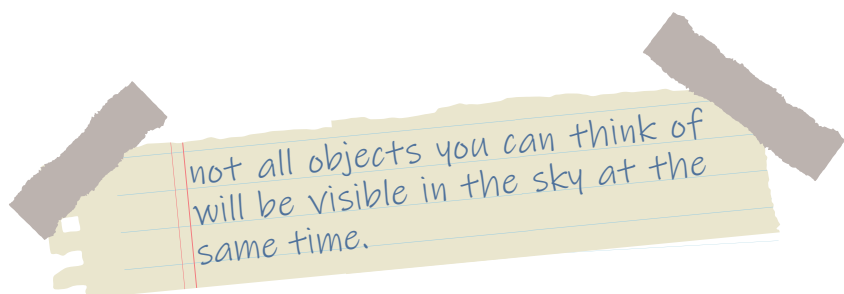 not all objects you can think of
will be visible in the sky at the
same time.